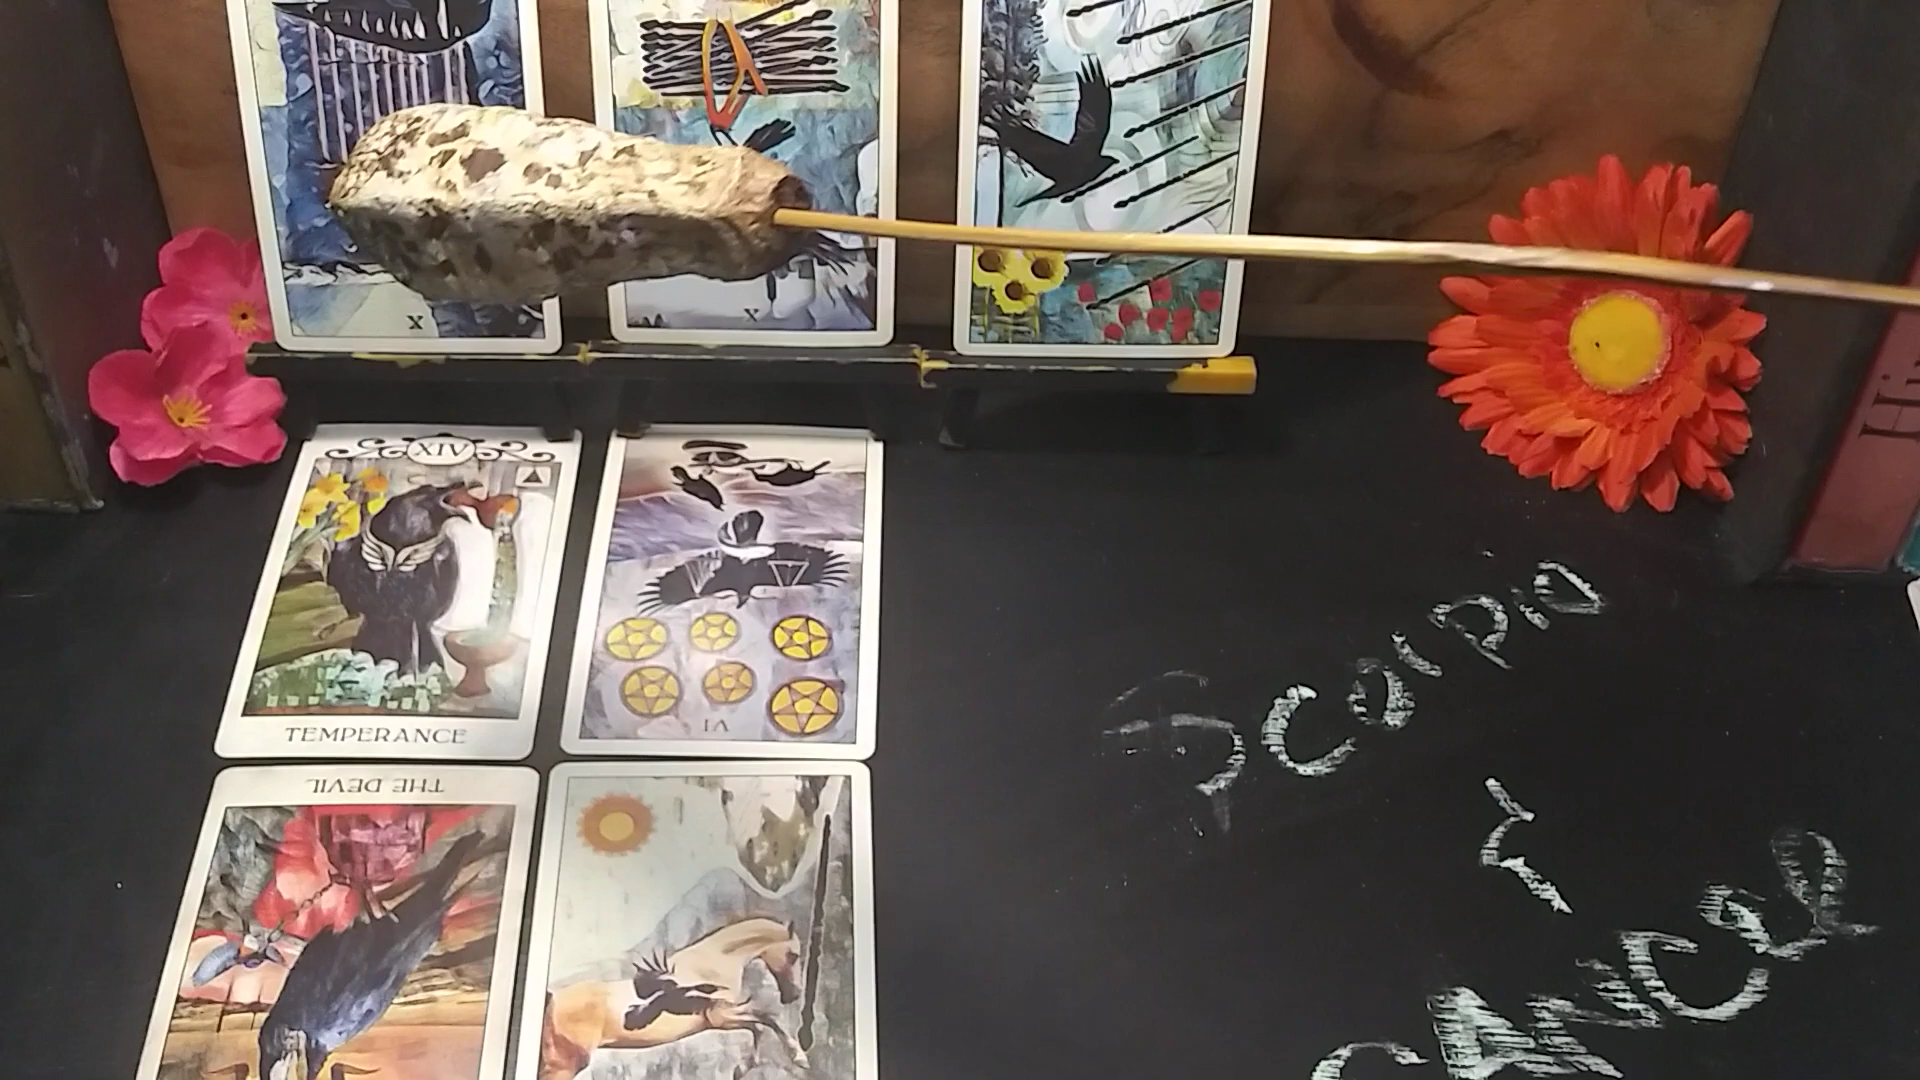 X
X
XIV
TEMPERANCE
VI
THE DEVIL
Scorpio
Y
CANCER